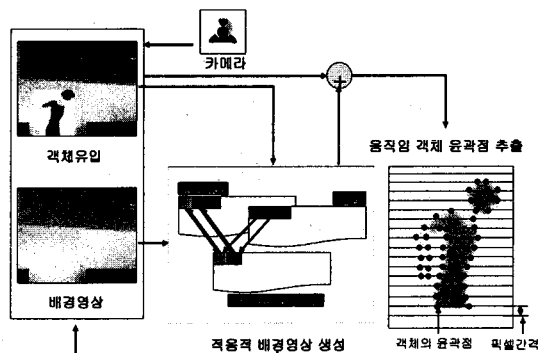 카메라
객체유입
움직임 객체 윤곽점 추출
배경영상
적응적 배경영상 생성
객체의 윤곽점
픽셀간격